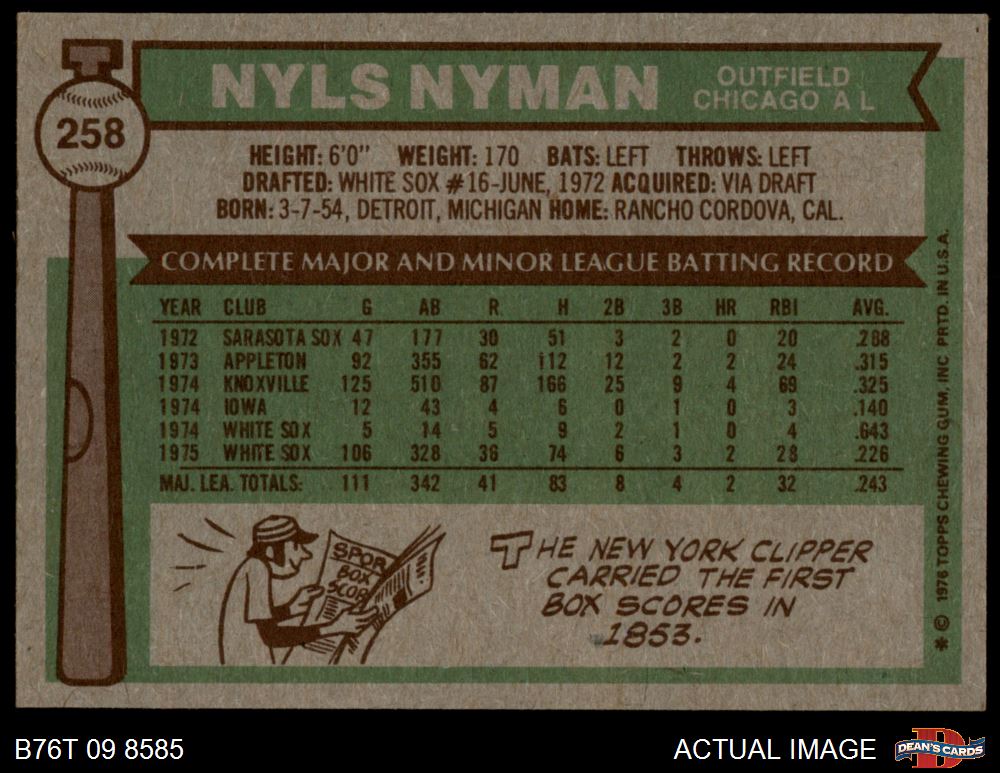 258
NYLS NYMAN
OUTFIELD
CHICAGO A L
HEIGHT: 6'0" WEIGHT: 170 BATS: LEFT THROWS: LEFT
DRAFTED: WHITE SOX #16-JUNE, 1972 ACQUIRED: VIA DRAFT
BORN: 3-7-54, DETROIT, MICHIGAN HOME: RANCHO CORDOVA, CAL.
COMPLETE MAJOR AND MINOR LEAGUE BATTING RECORD
YEAR CLUB G AB R H 2B 3B HR RBI AVG.
1972 SARASOTA SOX 47 177 30 51 3 2 0 20 .288
1973 APPLETON 92 355 62 112 12 2 2 24 .315
1974 KNOXVILLE 125 510 87 166 25 9 4 69 .325
1974 IOWA 12 43 4 6 0 1 0 3 .140
1974 WHITE SOX 5 14 5 9 2 1 0 4 .643
1975 WHITE SOX 106 328 36 74 6 3 2 28 .226
MAJ. LEA. TOTALS: 111 342 41 83 8 4 2 32 .243
SPOR
BOX
SCOR
THE NEW YORK CLIPPER
CARRIED THE FIRST
BOX SCORES IN
1853.
* © 1976 TOPPS CHEWING GUM, INC PRTD. IN U.S.A.
B76T 09 8585
ACTUAL IMAGE
D
DEAN'S CARDS